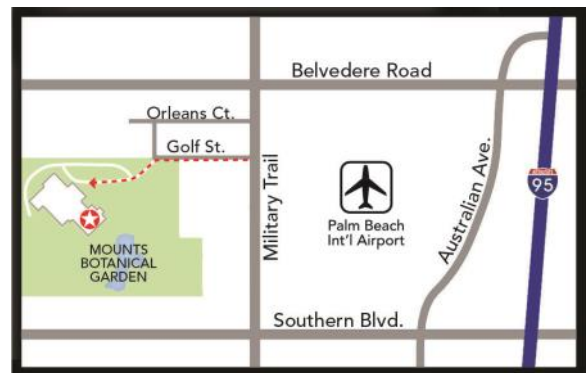 Belvedere Road
Orleans Ct.
Golf St.
Military Trail
Australian Ave.
95
Palm Beach
Int'l Airport
MOUNTS
BOTANICAL
GARDEN
Southern Blvd.